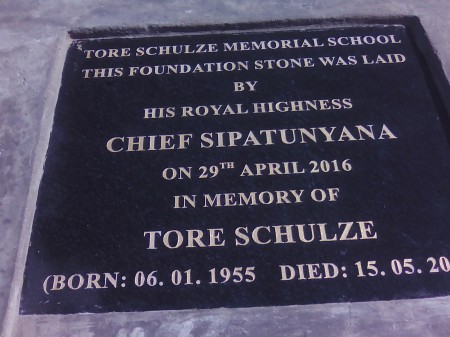 TORE SCHULZE MEMORIAL SCHOOL
THIS FOUNDATION STONE WAS LAID
BY
HIS ROYAL HIGHNESS
CHIEF SIPATUNYANA
ON 29TH APRIL 2016
IN MEMORY OF
TORE SCHULZE
(BORN: 06. 01. 1955 DIED: 15. 05. 20